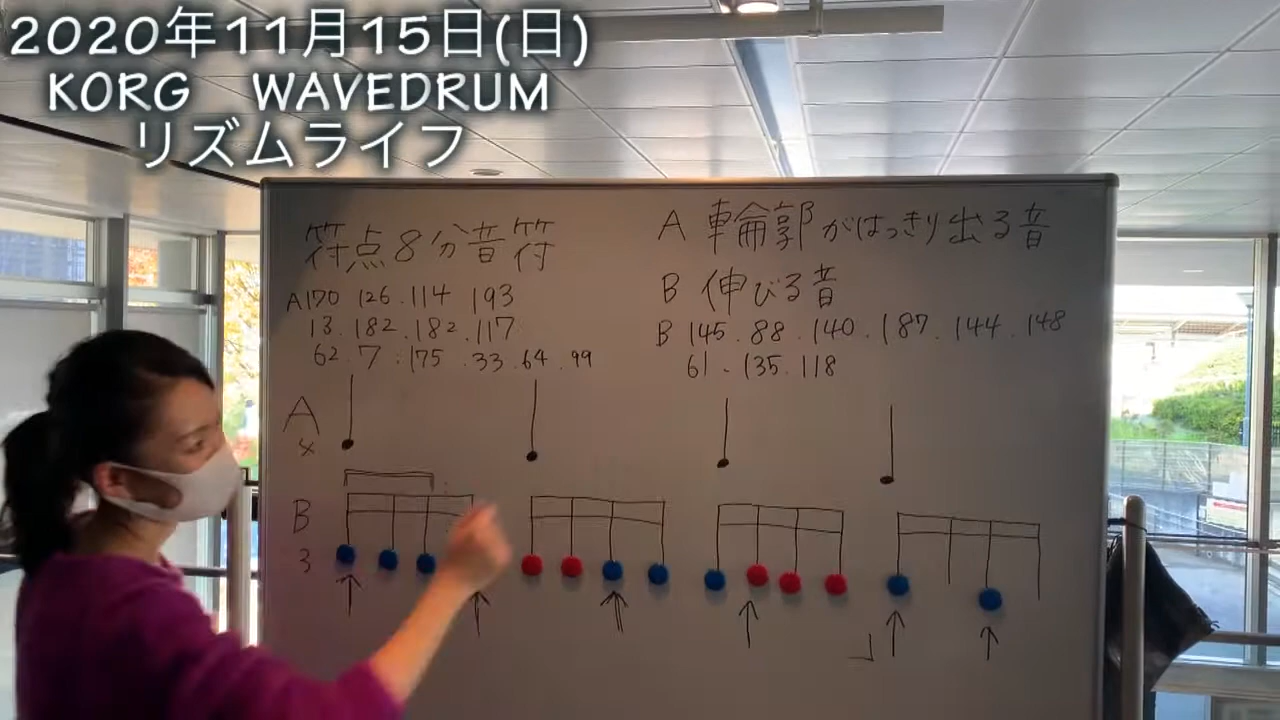 2020年11月15日(日)
KORG WAVEDRUM
リズムライフ
符点8分音符
A170 126.114 193
13.182.182.117
62.7.175.33.64.99
A 輪郭がはっきり出る音
B 伸びる音
B 145.88.140.187.144.148
61.135.118
A
4
B
3